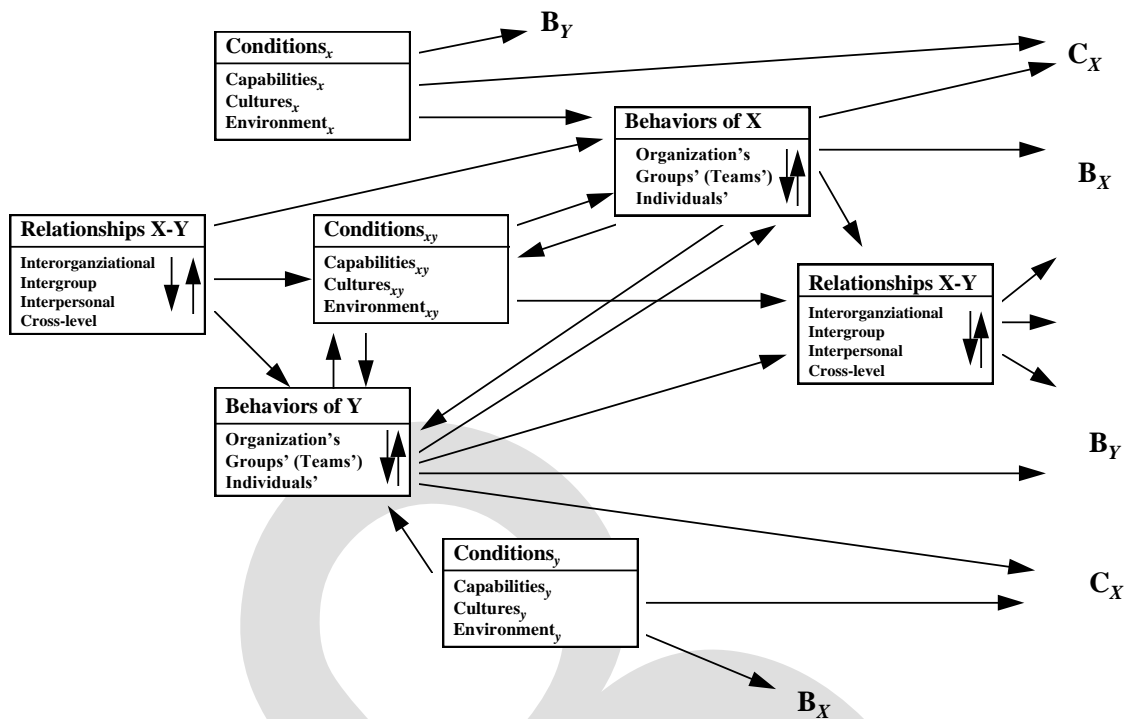 B_Y
Conditions_x
Capabilities_x
Cultures_x
Environment_x
C_X
Behaviors of X
Organization's
Groups' (Teams')
Individuals'
B_X
Relationships X-Y
Interorganziational
Intergroup
Interpersonal
Cross-level
Conditions_xy
Capabilities_xy
Cultures_xy
Environment_xy
Relationships X-Y
Interorganziational
Intergroup
Interpersonal
Cross-level
Behaviors of Y
Organization's
Groups' (Teams')
Individuals'
B_Y
Conditions_y
Capabilities_y
Cultures_y
Environment_y
C_X
B_X